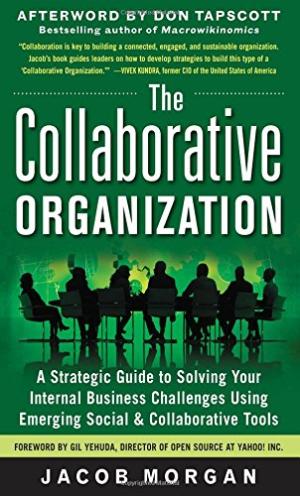 AFTERWORD BY DON TAPSCOTT
Bestselling author of Macrowikinomics
"Collaboration is key to building a connected, engaged, and sustainable organization.
Jacob's book guides leaders on how to develop strategies to build this type of a
'Collaborative Organization.'" —VIVEK KUNDRA, former CIO of the United States of America
The
Collaborative
ORGANIZATION
A Strategic Guide to Solving Your
Internal Business Challenges Using
Emerging Social & Collaborative Tools
FOREWORD BY GIL YEHUDA, DIRECTOR OF OPEN SOURCE AT YAHOO! INC.
JACOB MORGAN